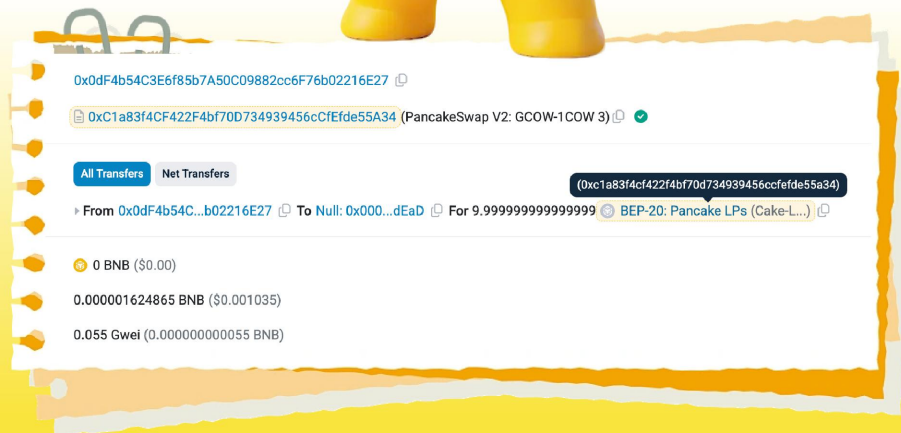 0x0dF4b54C3E6f85b7A50C09882cc6F76b02216E27
0xC1a83f4CF422F4bf70D734939456cCfEfde55A34 (PancakeSwap V2: GCOW-1COW 3)
All Transfers Net Transfers
(0xc1a83f4cf422f4bf70d734939456ccfefde55a34)
From 0x0dF4b54C...b02216E27 To Null: 0x000...dEaD For 9.999999999999999 BEP-20: Pancake LPs (Cake-L...)
0 BNB ($0.00)
0.000001624865 BNB ($0.001035)
0.055 Gwei (0.000000000055 BNB)